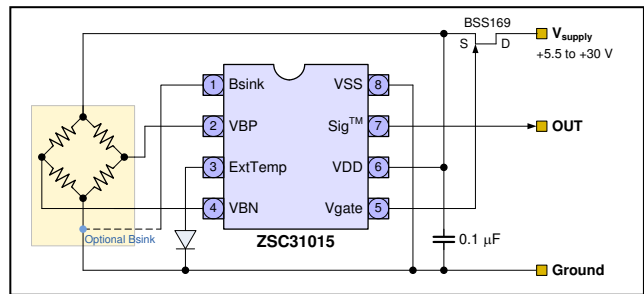 BSS169
S D
Vsupply
+5.5 to +30 V
1 Bsink VSS 8
2 VBP Sig™ 7 OUT
3 ExtTemp VDD 6
4 VBN Vgate 5
Optional Bsink
ZSC31015
0.1 µF
Ground